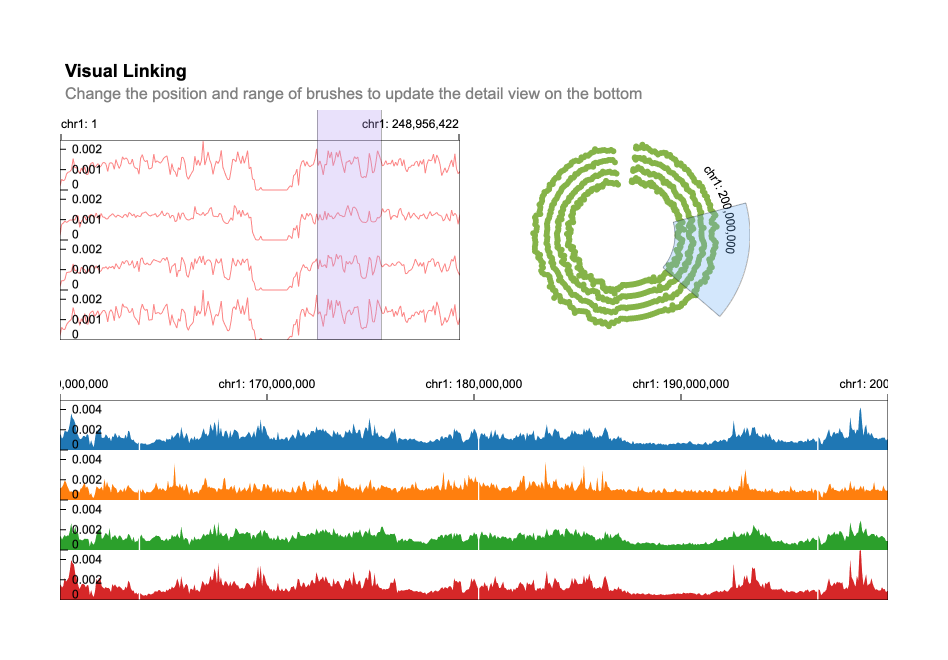 Visual Linking
Change the position and range of brushes to update the detail view on the bottom
chr1: 1
chr1: 248,956,422
0.002
0.001
0
0.002
0.001
0
0.002
0.001
0
0.002
0.001
0
chr1: 200,000,000
0,000,000
chr1: 170,000,000
chr1: 180,000,000
chr1: 190,000,000
chr1: 200
0.004
0.002
0
0.004
0.002
0
0.004
0.002
0
0.004
0.002
0